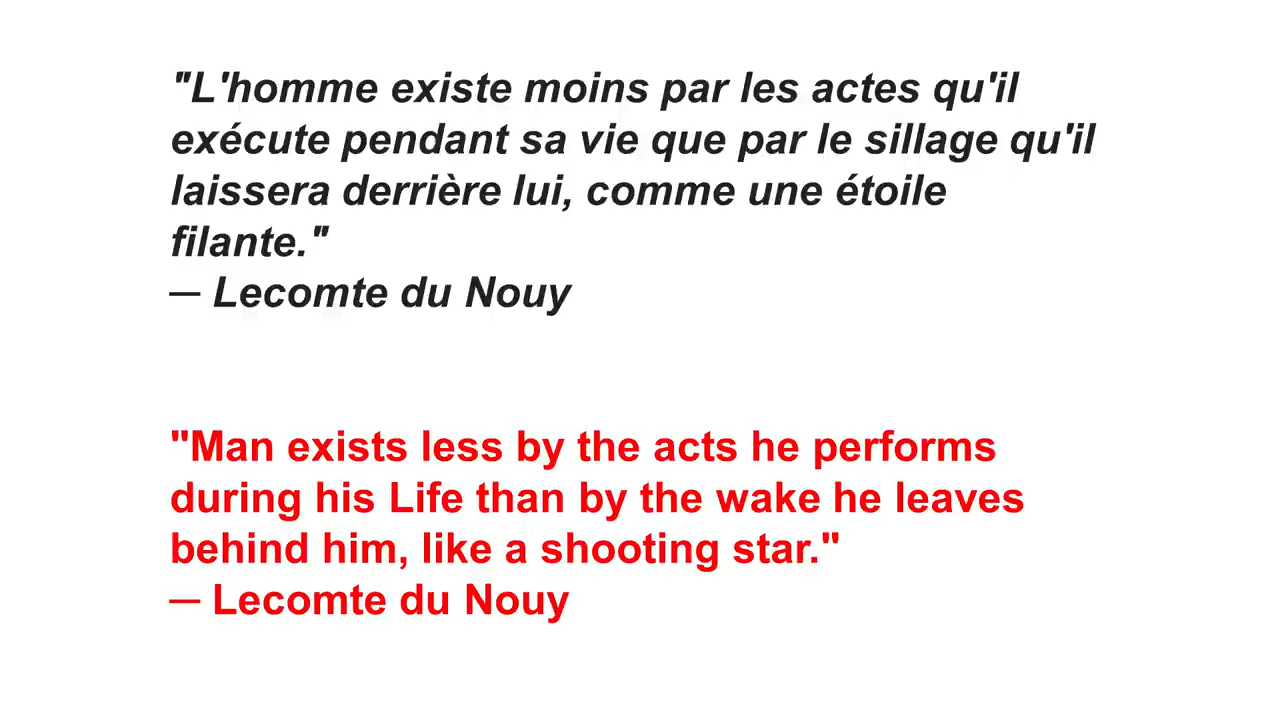 "L'homme existe moins par les actes qu'il
exécute pendant sa vie que par le sillage qu'il
laissera derrière lui, comme une étoile
filante."
— Lecomte du Nouy
"Man exists less by the acts he performs
during his Life than by the wake he leaves
behind him, like a shooting star."
— Lecomte du Nouy